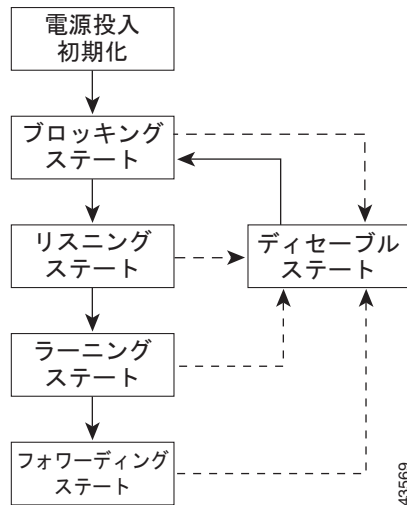 電源投入
初期化
ブロッキング
ステート
リスニング
ステート
ディセーブル
ステート
ラーニング
ステート
フォワーディング
ステート
43569